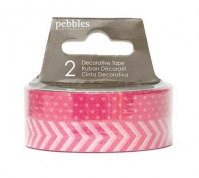 pebbles
2
Decorative Tape
Ruban Décoratif
Cinta Decorativa